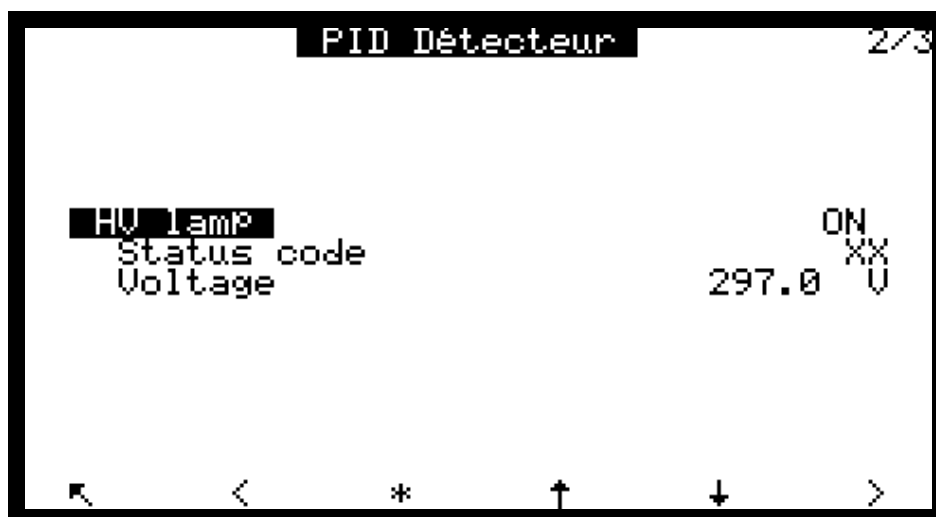 PID Détecteur 2/3
HV lamp ON
Status code XX
Voltage 297.0 V
↖ < * ↑ ↓ >